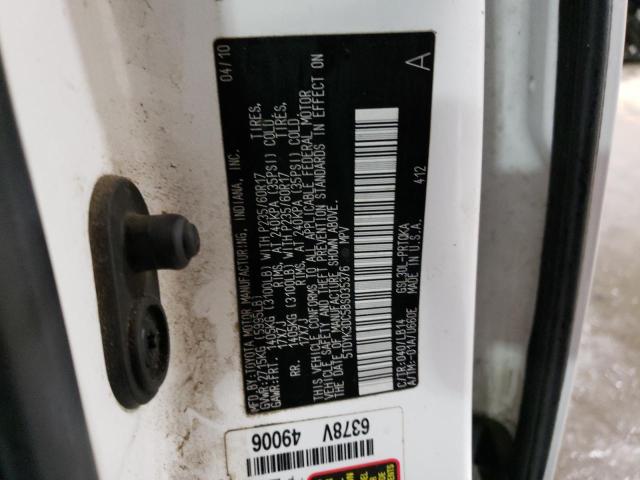 MFD BY TOYOTA MOTOR MANUFACTURING, INDIANA, INC. 04/10
GVWR:2715KG (5995LB)
GAWR:FRT. 1405KG (3100LB) WITH P235/60R17 TIRES,
17X7J RIMS, AT 240KPA (35PSI) COLD,
RR. 1405KG (3100LB) WITH P235/60R17 TIRES,
17X7J RIMS, AT 240KPA (35PSI) COLD.
THIS VEHICLE CONFORMS TO ALL APPLICABLE FEDERAL MOTOR
VEHICLE SAFETY AND THEFT PREVENTION STANDARDS IN EFFECT ON
THE DATE OF MANUFACTURE SHOWN ABOVE.
MPV
A
412
C/TR:040/LB14 GSL30L-PRTDKA
A/TM:-01A/U660E MADE IN U.S.A.
6378V
49006